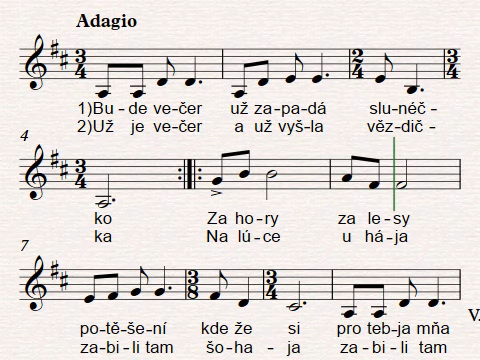 Adagio
1)Bu - de ve-čer už za-pa-dá slu-néč -
2)Už je ve-čer a už vyš-la věz-dič -
4
ko Za ho-ry za le-sy
ka Na lú-ce u há-ja
7
po-tě-še-ní kde že si pro teb-ja mňa
za-bi-li tam šo-ha - ja za-bi-li tam
V.